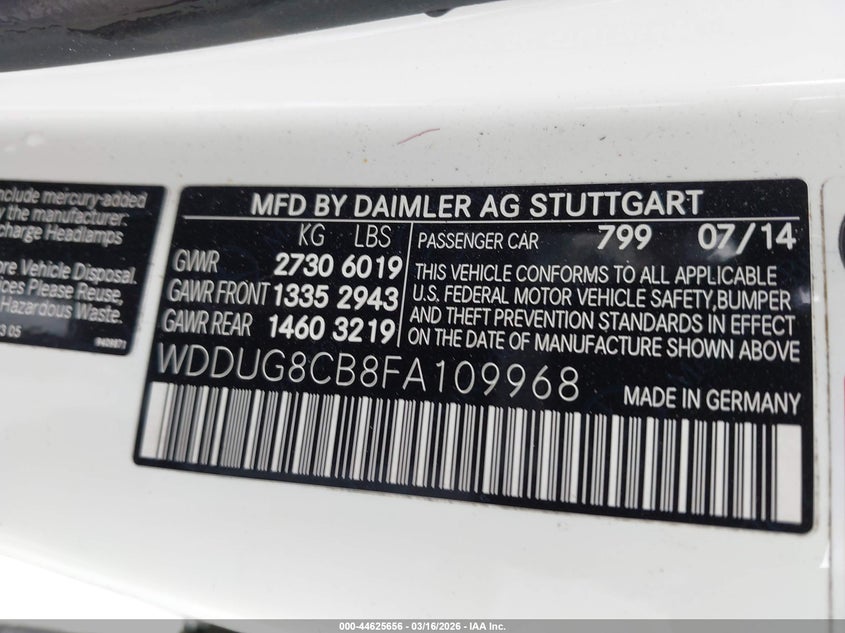 include mercury-added
y the manufacturer:
charge Headlamps
ore Vehicle Disposal.
ices Please Reuse,
Hazardous Waste.
3 05
MFD BY DAIMLER AG STUTTGART
KG LBS
GVWR 2730 6019
GAWR FRONT 1335 2943
GAWR REAR 1460 3219
PASSENGER CAR 799 07/14
THIS VEHICLE CONFORMS TO ALL APPLICABLE
U.S. FEDERAL MOTOR VEHICLE SAFETY,BUMPER
AND THEFT PREVENTION STANDARDS IN EFFECT
ON THE DATE OF MANUFACTURE SHOWN ABOVE
WDDUG8CB8FA109968
MADE IN GERMANY
000-44625656 - 03/16/2026 - IAA Inc.